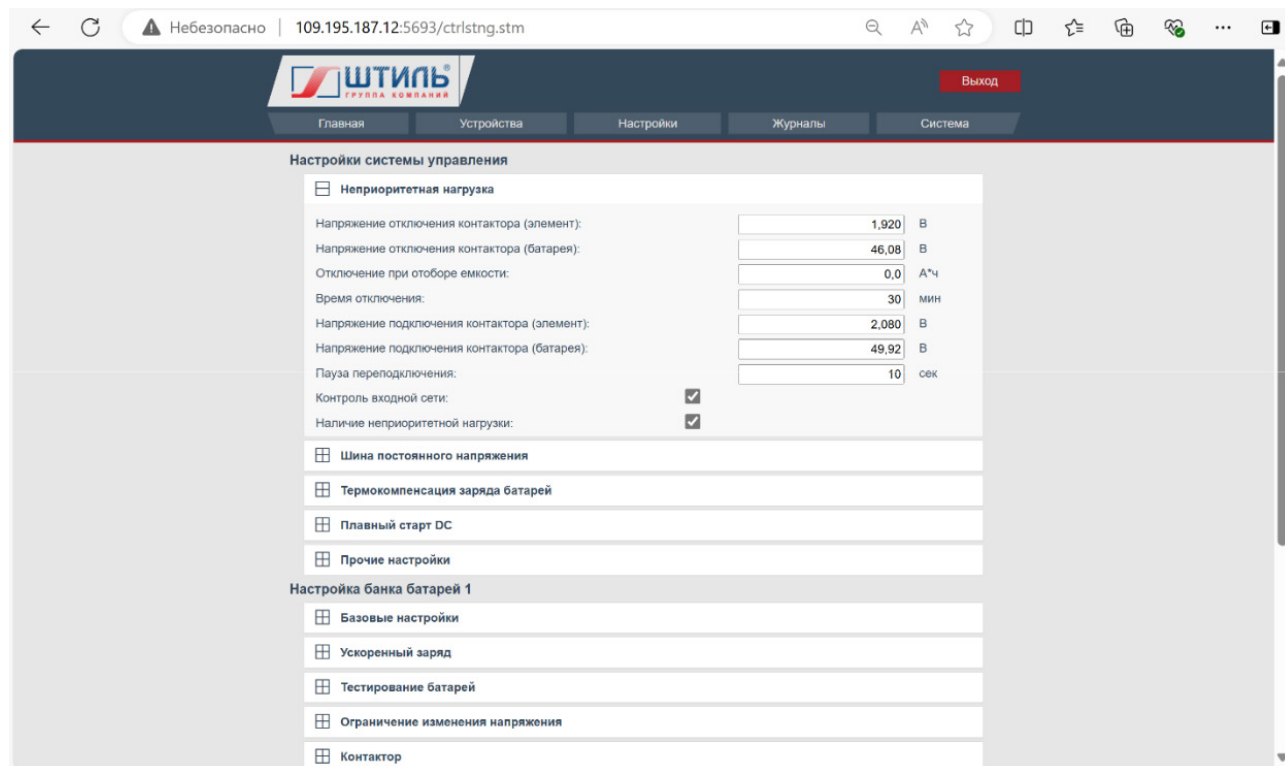 Небезопасно | 109.195.187.12:5693/ctrlstng.stm
ШТИЛЬ®
ГРУППА КОМПАНИЙ
Выход
Главная Устройства Настройки Журналы Система
Настройки системы управления
Неприоритетная нагрузка
Напряжение отключения контактора (элемент): 1,920 В
Напряжение отключения контактора (батарея): 46,08 В
Отключение при отборе емкости: 0,0 А*ч
Время отключения: 30 мин
Напряжение подключения контактора (элемент): 2,080 В
Напряжение подключения контактора (батарея): 49,92 В
Пауза переподключения: 10 сек
Контроль входной сети:
Наличие неприоритетной нагрузки:
Шина постоянного напряжения
Термокомпенсация заряда батарей
Плавный старт DC
Прочие настройки
Настройка банка батарей 1
Базовые настройки
Ускоренный заряд
Тестирование батарей
Ограничение изменения напряжения
Контактор